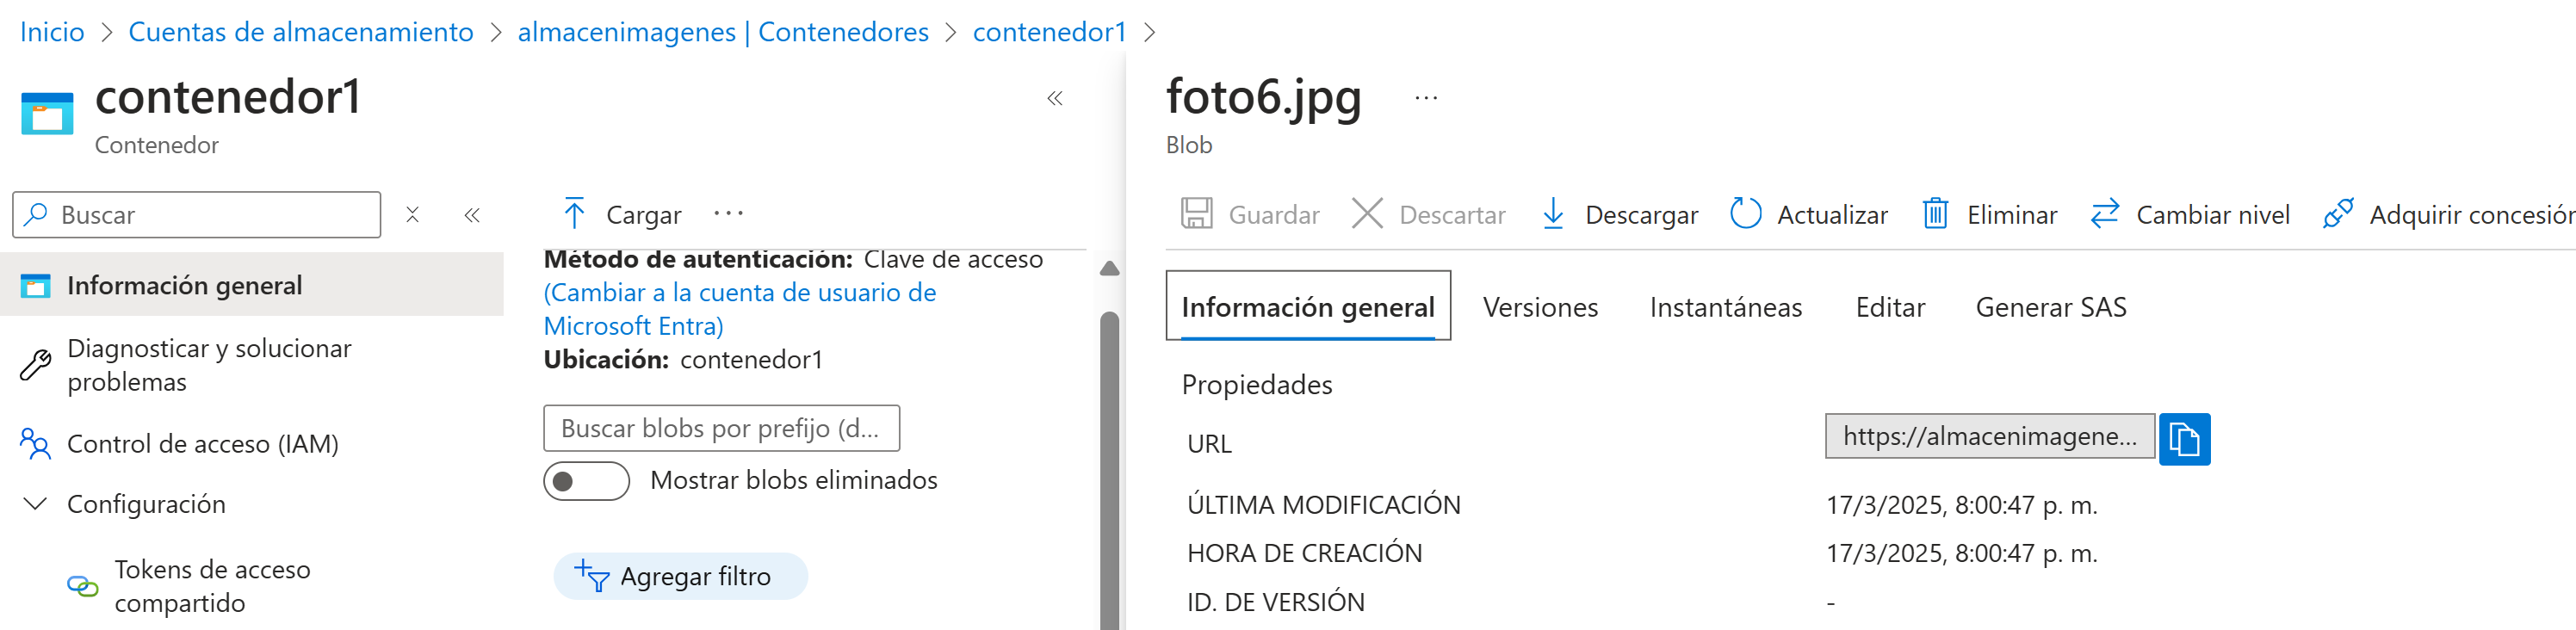 Inicio > Cuentas de almacenamiento > almacenimagenes | Contenedores > contenedor1 >
contenedor1
Contenedor
Buscar
Información general
Diagnosticar y solucionar
problemas
Control de acceso (IAM)
Configuración
Tokens de acceso
compartido
Cargar ...
Método de autenticación: Clave de acceso
(Cambiar a la cuenta de usuario de
Microsoft Entra)
Ubicación: contenedor1
Buscar blobs por prefijo (d...
Mostrar blobs eliminados
Agregar filtro
foto6.jpg ...
Blob
Guardar Descartar Descargar Actualizar Eliminar Cambiar nivel Adquirir concesión
Información general Versiones Instantáneas Editar Generar SAS
Propiedades
URL https://almacenimagene...
ÚLTIMA MODIFICACIÓN 17/3/2025, 8:00:47 p. m.
HORA DE CREACIÓN 17/3/2025, 8:00:47 p. m.
ID. DE VERSIÓN -